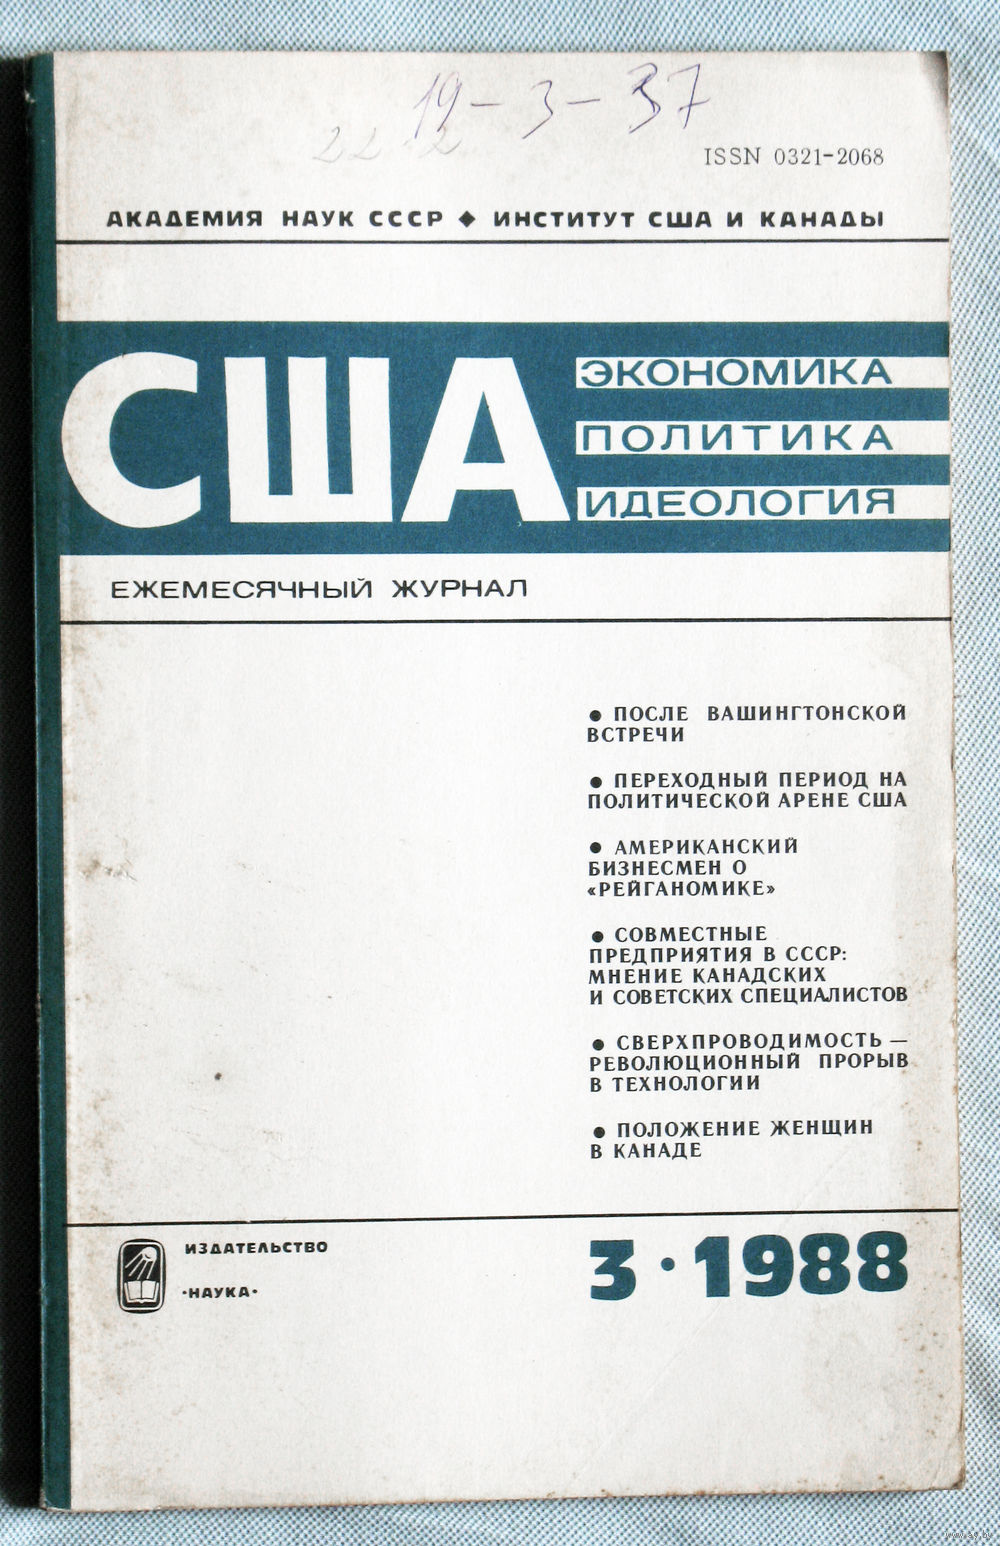 19-3-37
ISSN 0321-2068
АКАДЕМИЯ НАУК СССР ◆ ИНСТИТУТ США И КАНАДЫ
США
ЭКОНОМИКА
ПОЛИТИКА
ИДЕОЛОГИЯ
ЕЖЕМЕСЯЧНЫЙ ЖУРНАЛ
● ПОСЛЕ ВАШИНГТОНСКОЙ
ВСТРЕЧИ
● ПЕРЕХОДНЫЙ ПЕРИОД НА
ПОЛИТИЧЕСКОЙ АРЕНЕ США
● АМЕРИКАНСКИЙ
БИЗНЕСМЕН О
«РЕЙГАНОМИКЕ»
● СОВМЕСТНЫЕ
ПРЕДПРИЯТИЯ В СССР:
МНЕНИЕ КАНАДСКИХ
И СОВЕТСКИХ СПЕЦИАЛИСТОВ
● СВЕРХПРОВОДИМОСТЬ —
РЕВОЛЮЦИОННЫЙ ПРОРЫВ
В ТЕХНОЛОГИИ
● ПОЛОЖЕНИЕ ЖЕНЩИН
В КАНАДЕ
ИЗДАТЕЛЬСТВО
·НАУКА·
3·1988